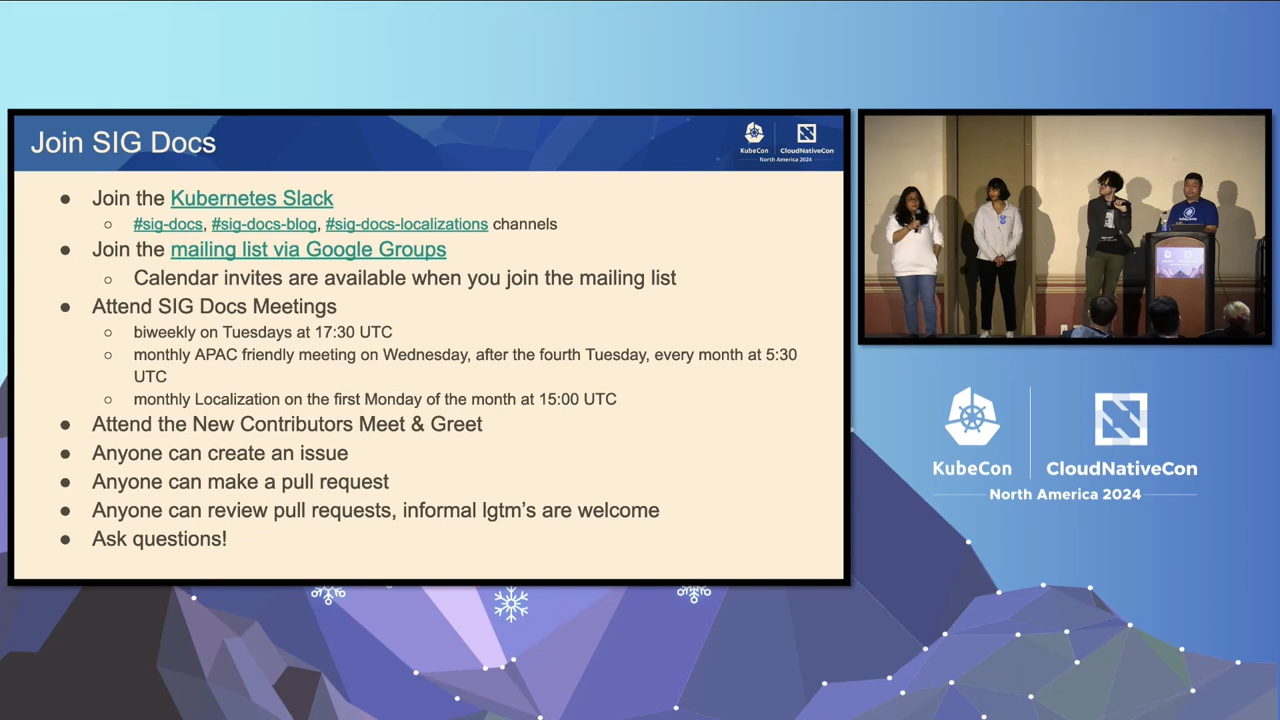 Join SIG Docs
KubeCon
CloudNativeCon
North America 2024
● Join the Kubernetes Slack
○ #sig-docs, #sig-docs-blog, #sig-docs-localizations channels
● Join the mailing list via Google Groups
○ Calendar invites are available when you join the mailing list
● Attend SIG Docs Meetings
○ biweekly on Tuesdays at 17:30 UTC
○ monthly APAC friendly meeting on Wednesday, after the fourth Tuesday, every month at 5:30
UTC
○ monthly Localization on the first Monday of the month at 15:00 UTC
● Attend the New Contributors Meet & Greet
● Anyone can create an issue
● Anyone can make a pull request
● Anyone can review pull requests, informal lgtm's are welcome
● Ask questions!
KubeCon
CloudNativeCon
North America 2024